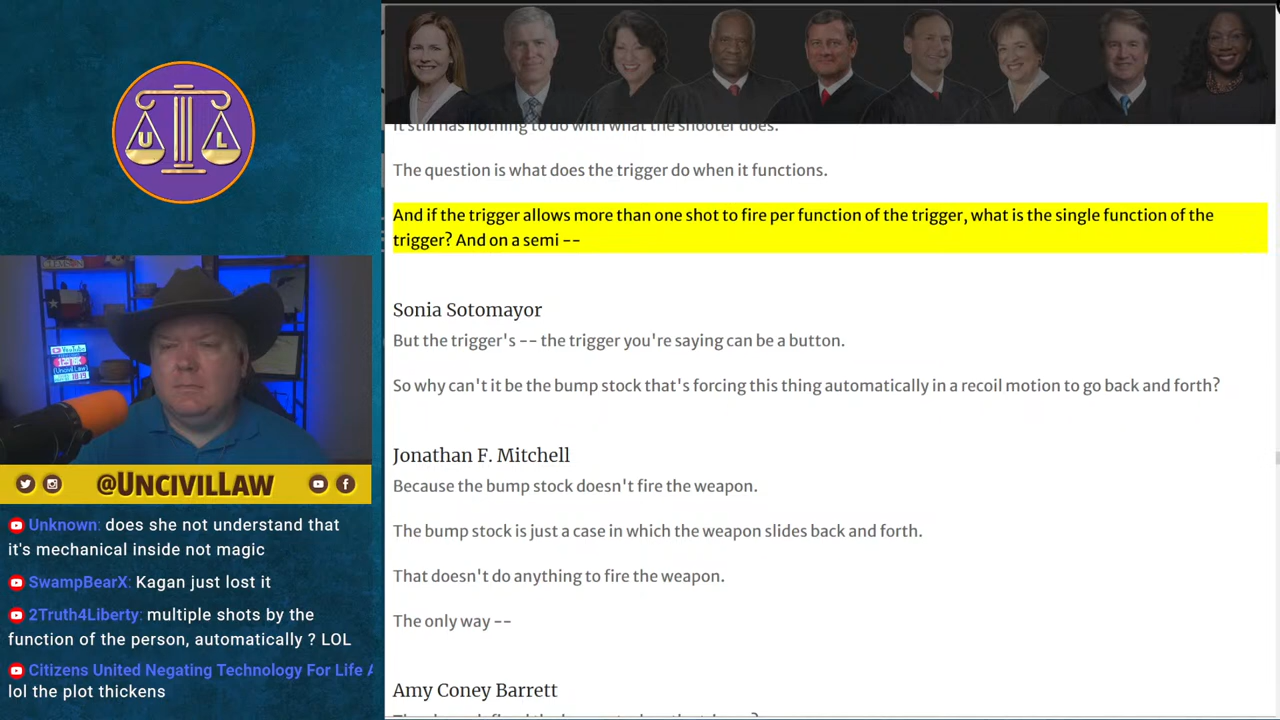 U L
It still has nothing to do with what the shooter does.
The question is what does the trigger do when it functions.
And if the trigger allows more than one shot to fire per function of the trigger, what is the single function of the
trigger? And on a semi --
Sonia Sotomayor
But the trigger's -- the trigger you're saying can be a button.
So why can't it be the bump stock that's forcing this thing automatically in a recoil motion to go back and forth?
Jonathan F. Mitchell
Because the bump stock doesn't fire the weapon.
The bump stock is just a case in which the weapon slides back and forth.
That doesn't do anything to fire the weapon.
The only way --
Amy Coney Barrett
YouTube
@UNCIVILLAW
Unknown: does she not understand that
it's mechanical inside not magic
SwampBearX: Kagan just lost it
2Truth4Liberty: multiple shots by the
function of the person, automatically ? LOL
Citizens United Negating Technology For Life
lol the plot thickens